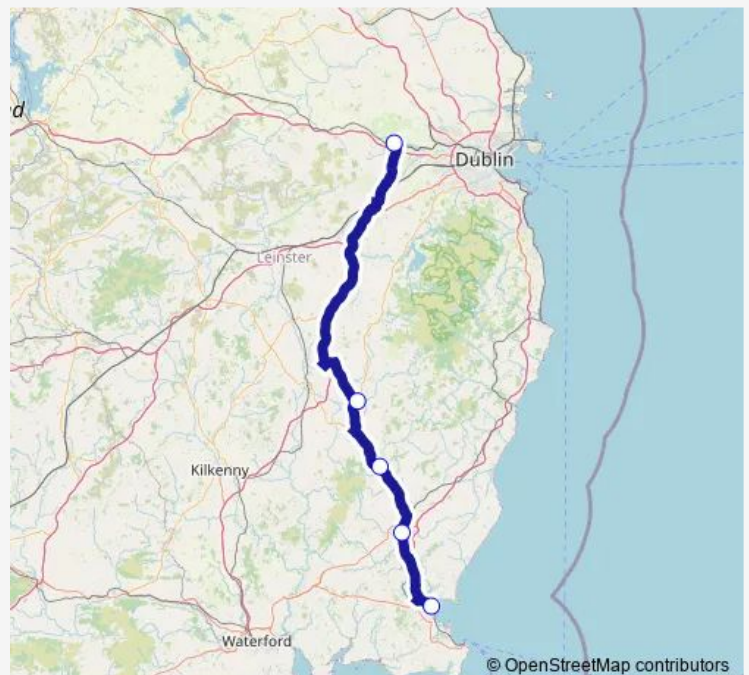 d
Dublin
Leinster
Kilkenny
Waterford
© OpenStreetMap contributors